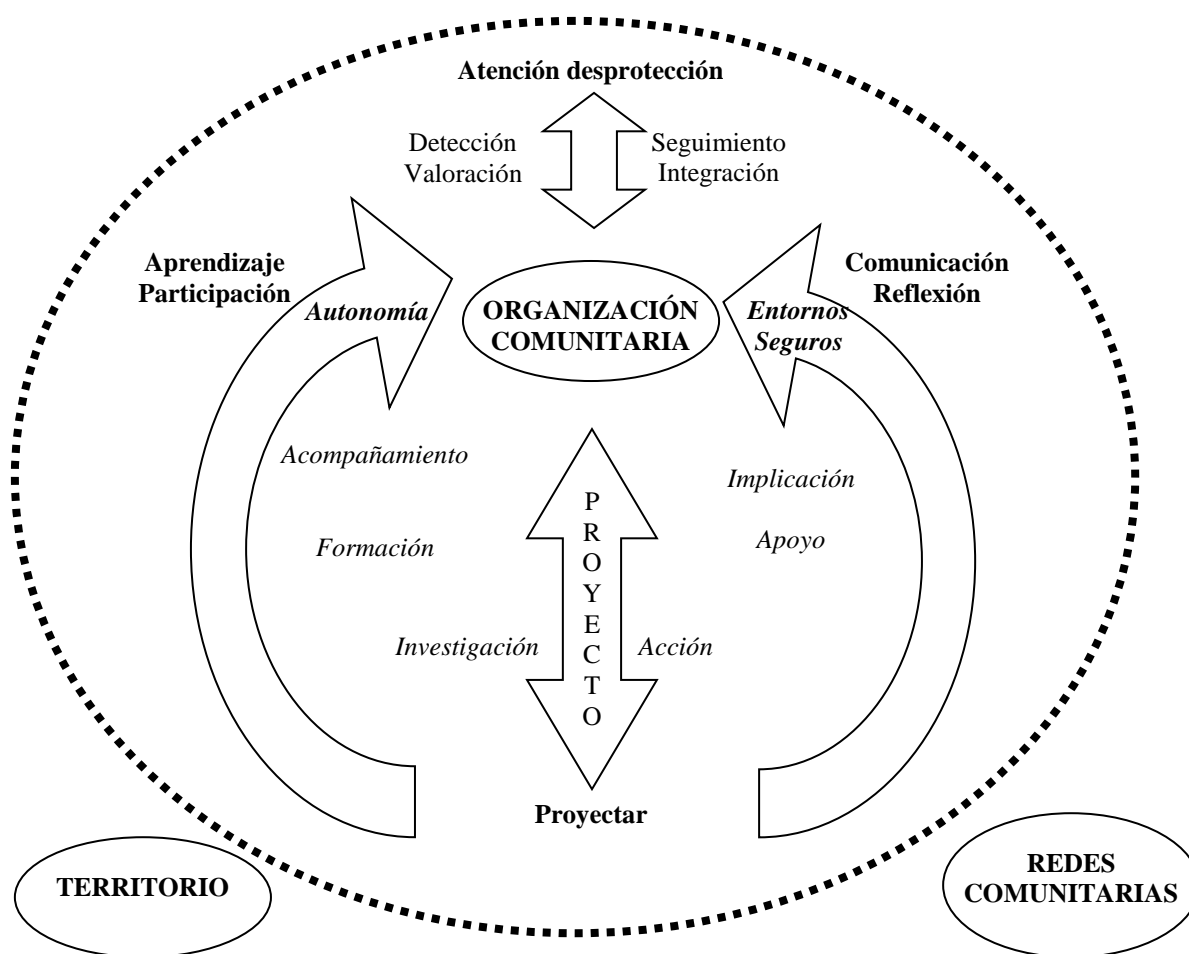 Atención desprotección
Detección
Valoración
Seguimiento
Integración
Aprendizaje
Participación
Autonomía
ORGANIZACIÓN
COMUNITARIA
Entornos
Seguros
Comunicación
Reflexión
Acompañamiento
Formación
Investigación
PROYECTO
Implicación
Apoyo
Acción
Proyectar
TERRITORIO
REDES
COMUNITARIAS